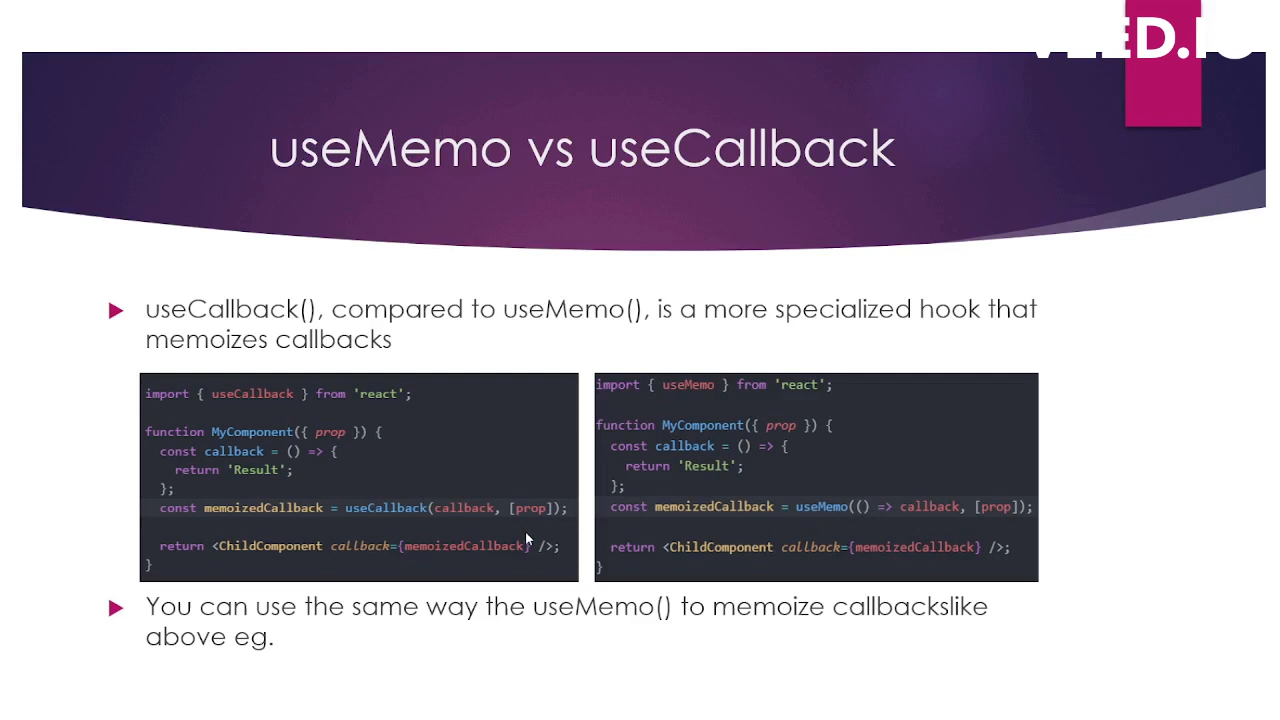 useMemo vs useCallback
useCallback(), compared to useMemo(), is a more specialized hook that
memoizes callbacks
import { useCallback } from 'react';
function MyComponent({ prop }) {
const callback = () => {
return 'Result';
};
const memoizedCallback = useCallback(callback, [prop]);
return <ChildComponent callback={memoizedCallback} />;
}
import { useMemo } from 'react';
function MyComponent({ prop }) {
const callback = () => {
return 'Result';
};
const memoizedCallback = useMemo(() => callback, [prop]);
return <ChildComponent callback={memoizedCallback} />;
}
You can use the same way the useMemo() to memoize callbackslike
above eg.